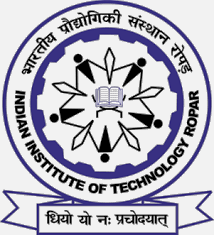 भारतीय प्रौद्योगिकी संस्थान रोपड़
INDIAN INSTITUTE OF TECHNOLOGY ROPAR
धियो यो नः प्रचोदयात्